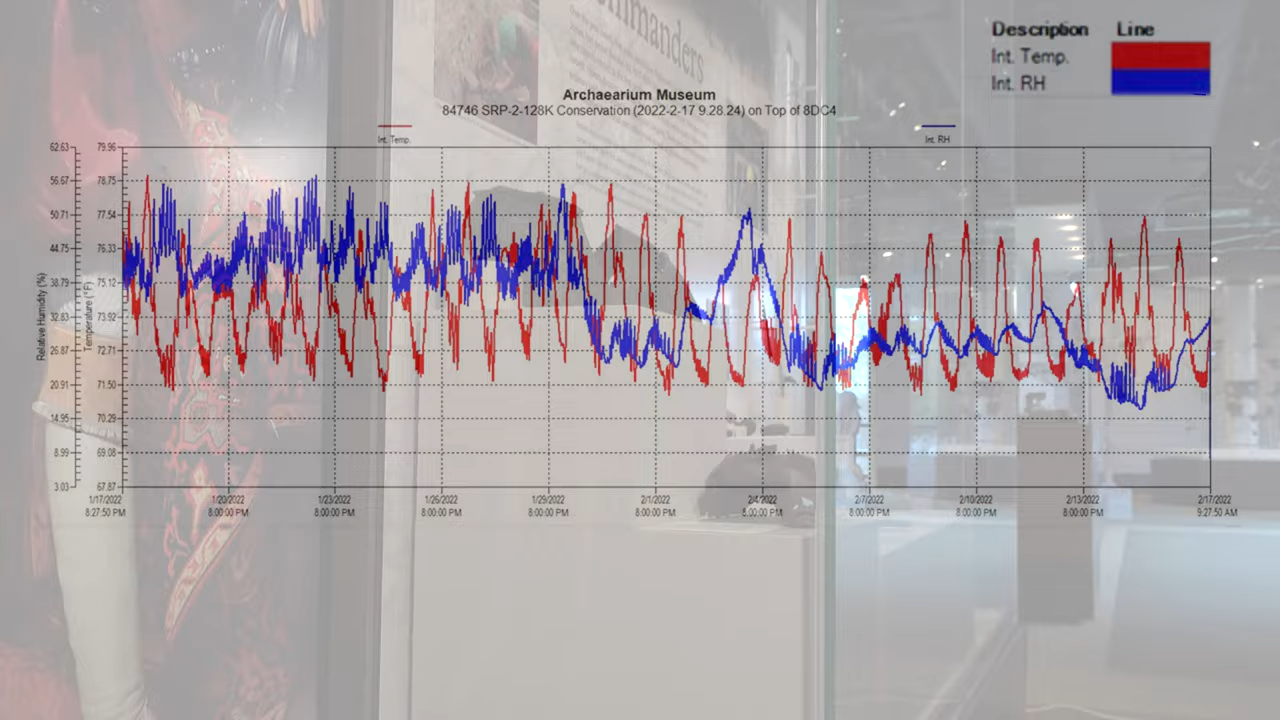 commanders
Description Line
Int. Temp.
Int. RH
Archaearium Museum
84746 SRP-2-128K Conservation (2022-2-17 9.28.24) on Top of 8DC4
Int. Temp. Int. RH
62.63 79.96
56.67 78.75
50.71 77.54
44.75 76.33
38.79 75.12
32.83 73.92
26.87 72.71
20.91 71.50
14.95 70.29
8.99 69.08
3.03 67.87
Relative Humidity (%)
Temperature (°F)
1/17/2022 1/20/2022 1/23/2022 1/26/2022 1/29/2022 2/1/2022 2/4/2022 2/7/2022 2/10/2022 2/13/2022 2/17/2022
8:27:50 PM 8:00:00 PM 8:00:00 PM 8:00:00 PM 8:00:00 PM 8:00:00 PM 8:00:00 PM 8:00:00 PM 8:00:00 PM 8:00:00 PM 9:27:50 AM